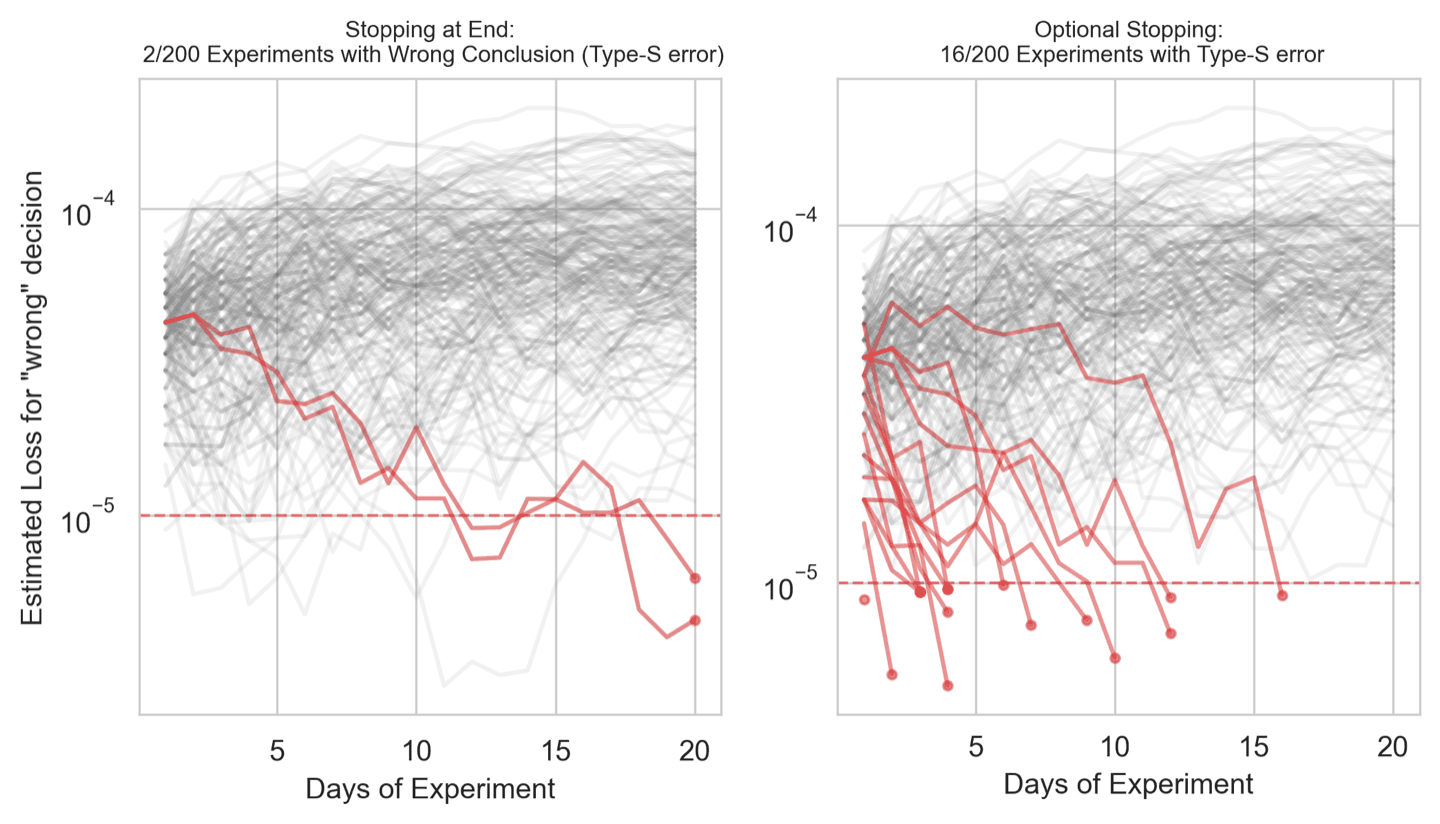 Stopping at End:
2/200 Experiments with Wrong Conclusion (Type-S error)
Estimated Loss for "wrong" decision
10⁻⁴
10⁻⁵
5 10 15 20
Days of Experiment
Optional Stopping:
16/200 Experiments with Type-S error
10⁻⁴
10⁻⁵
5 10 15 20
Days of Experiment